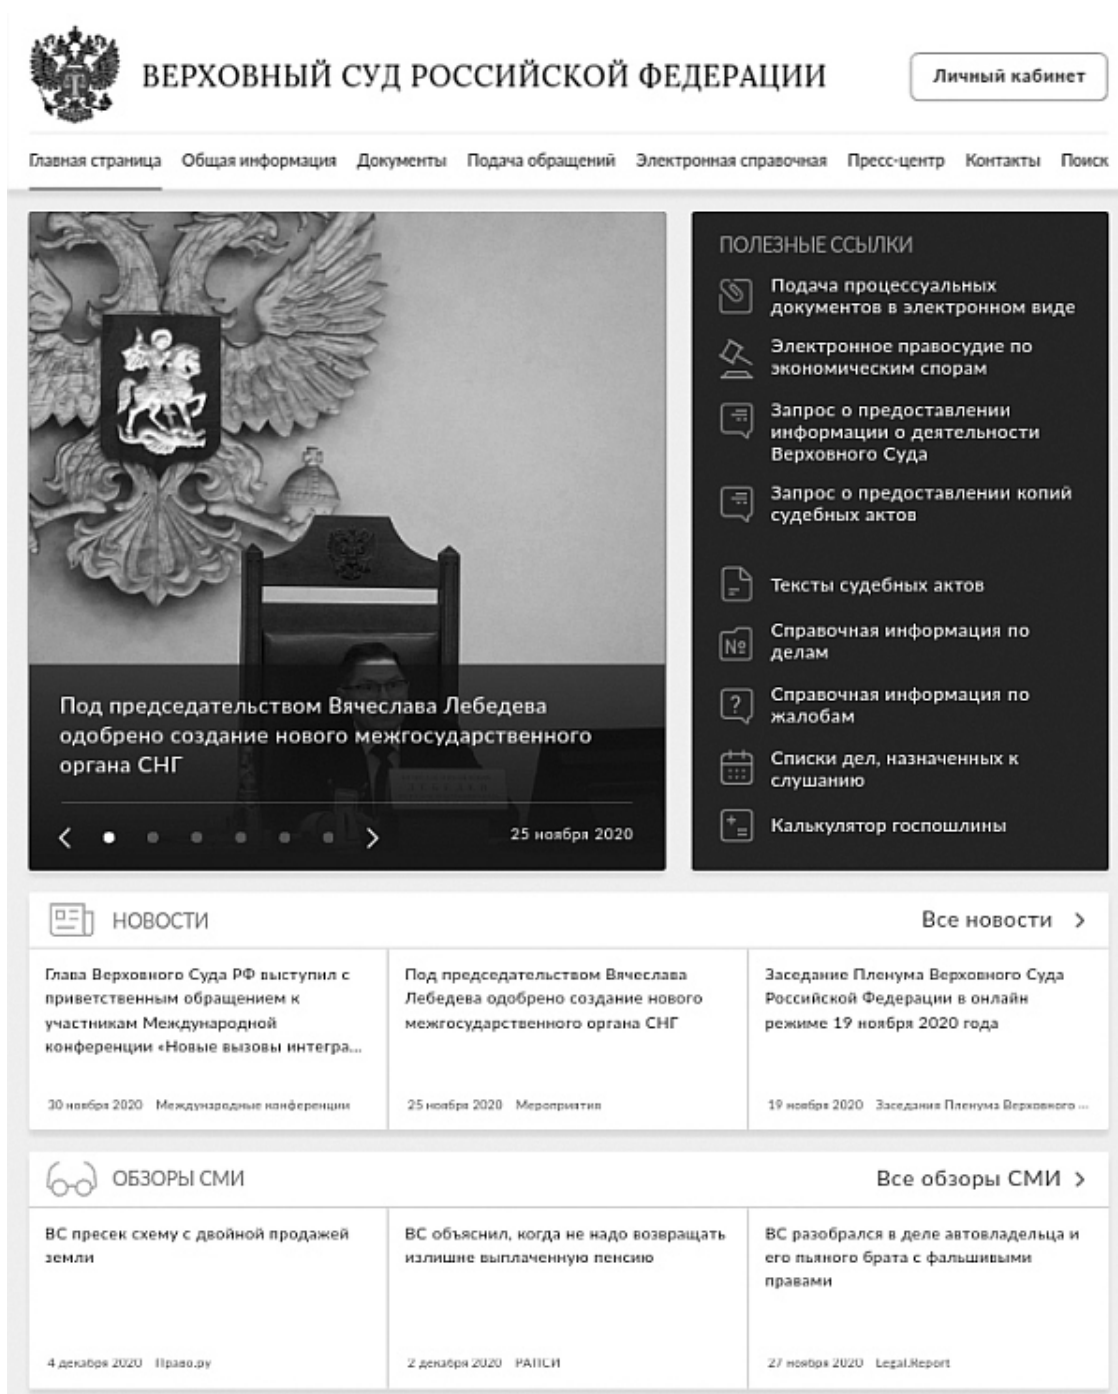 ВЕРХОВНЫЙ СУД РОССИЙСКОЙ ФЕДЕРАЦИИ
Личный кабинет
Главная страница Общая информация Документы Подача обращений Электронная справочная Пресс-центр Контакты Поиск
Под председательством Вячеслава Лебедева
одобрено создание нового межгосударственного
органа СНГ
25 ноября 2020
ПОЛЕЗНЫЕ ССЫЛКИ
Подача процессуальных
документов в электронном виде
Электронное правосудие по
экономическим спорам
Запрос о предоставлении
информации о деятельности
Верховного Суда
Запрос о предоставлении копий
судебных актов
Тексты судебных актов
№
Справочная информация по
делам
?
Справочная информация по
жалобам
Списки дел, назначенных к
слушанию
Калькулятор госпошлины
НОВОСТИ
Все новости >
Глава Верховного Суда РФ выступил с
приветственным обращением к
участникам Международной
конференции «Новые вызовы интегра...
30 ноября 2020 Международные конференции
Под председательством Вячеслава
Лебедева одобрено создание нового
межгосударственного органа СНГ
25 ноября 2020 Мероприятия
Заседание Пленума Верховного Суда
Российской Федерации в онлайн
режиме 19 ноября 2020 года
19 ноября 2020 Заседания Пленума Верховного ...
ОБЗОРЫ СМИ
Все обзоры СМИ >
ВС пресек схему с двойной продажей
земли
4 декабря 2020 Право.ру
ВС объяснил, когда не надо возвращать
излишне выплаченную пенсию
2 декабря 2020 РАПСИ
ВС разобрался в деле автовладельца и
его пьяного брата с фальшивыми
правами
27 ноября 2020 Legal.Report